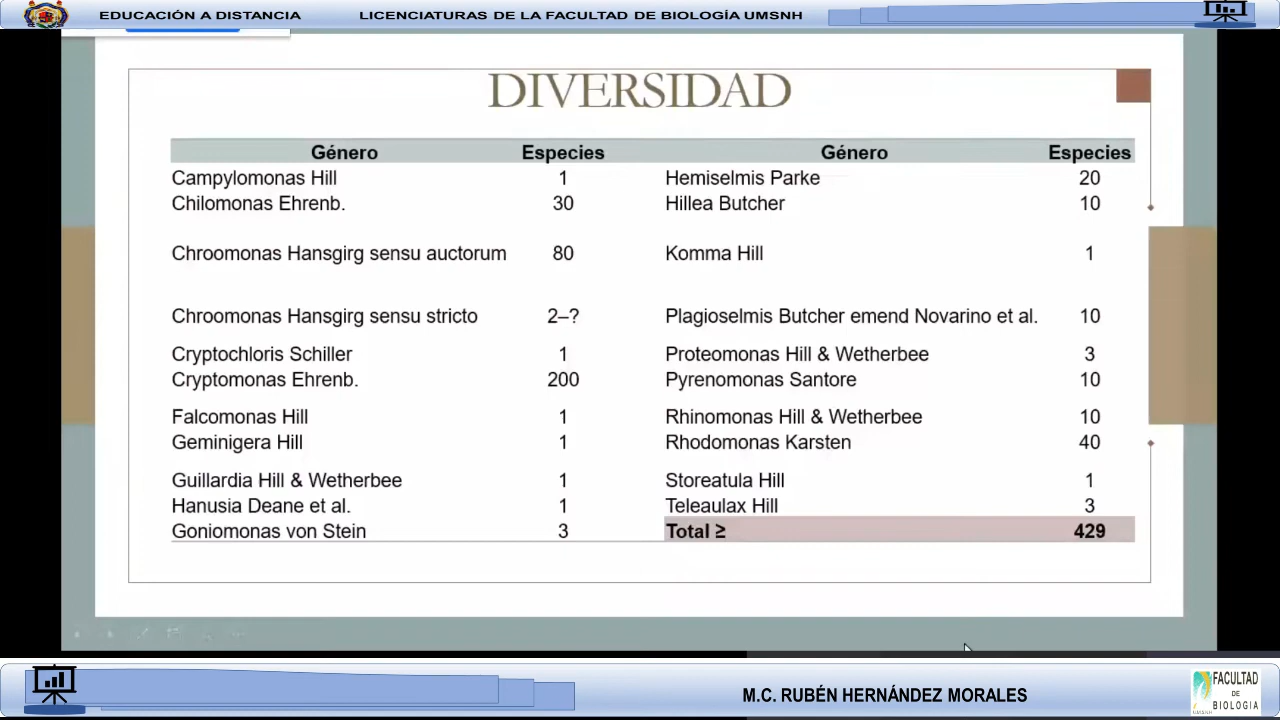 EDUCACIÓN A DISTANCIA LICENCIATURAS DE LA FACULTAD DE BIOLOGÍA UMSNH
DIVERSIDAD
Género Especies Género Especies
Campylomonas Hill 1 Hemiselmis Parke 20
Chilomonas Ehrenb. 30 Hillea Butcher 10
Chroomonas Hansgirg sensu auctorum 80 Komma Hill 1
Chroomonas Hansgirg sensu stricto 2–? Plagioselmis Butcher emend Novarino et al. 10
Cryptochloris Schiller 1 Proteomonas Hill & Wetherbee 3
Cryptomonas Ehrenb. 200 Pyrenomonas Santore 10
Falcomonas Hill 1 Rhinomonas Hill & Wetherbee 10
Geminigera Hill 1 Rhodomonas Karsten 40
Guillardia Hill & Wetherbee 1 Storeatula Hill 1
Hanusia Deane et al. 1 Teleaulax Hill 3
Goniomonas von Stein 3 Total ≥ 429
M.C. RUBÉN HERNÁNDEZ MORALES
FACULTAD
DE
BIOLOGIA